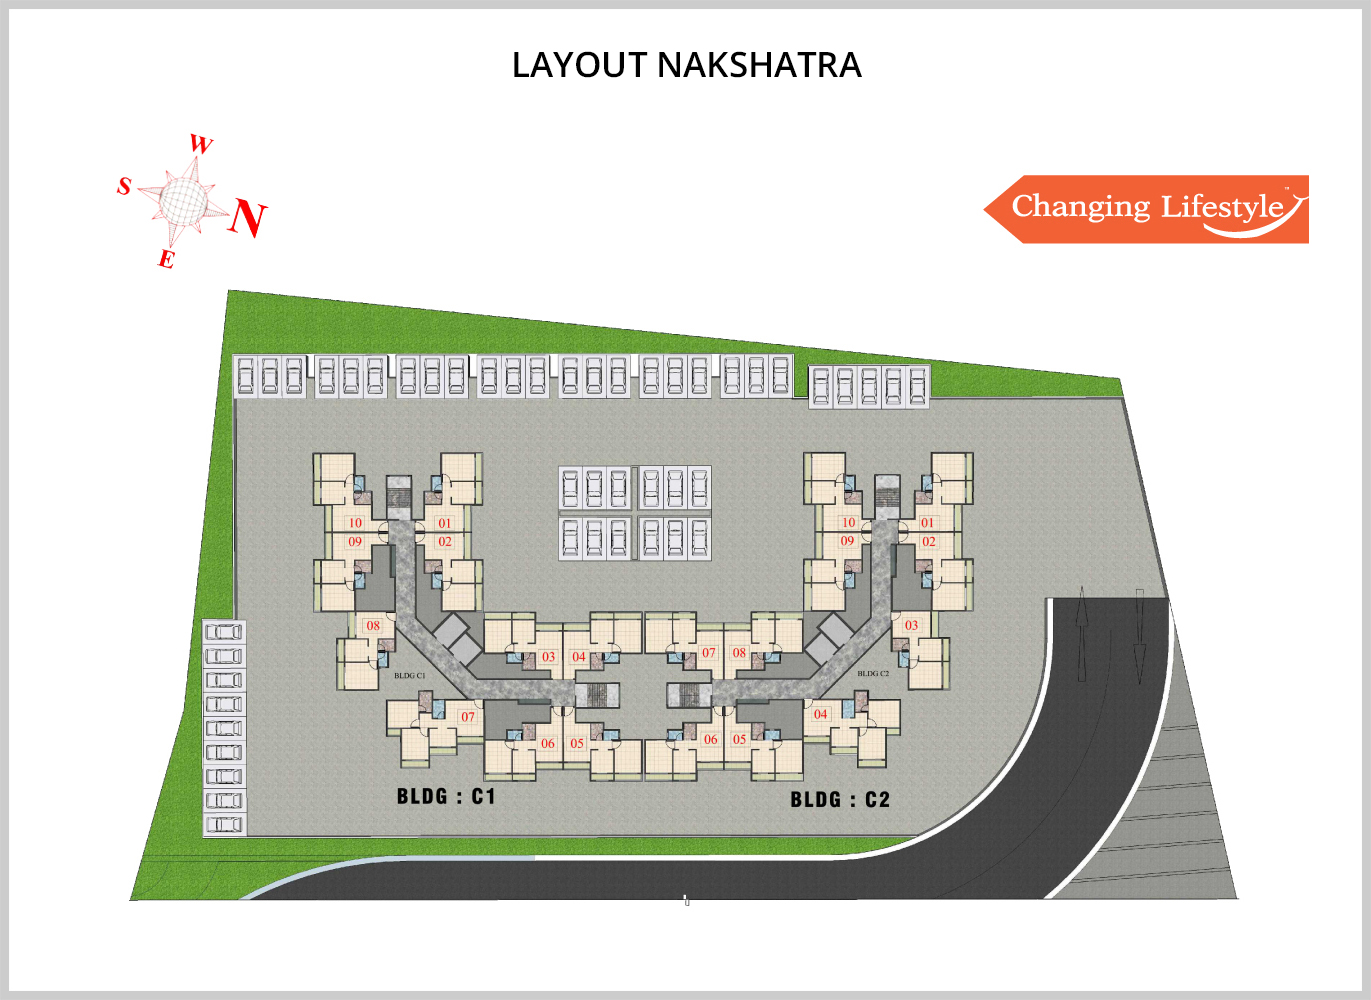 LAYOUT NAKSHATRA
W
S
N
E
Changing Lifestyle
™
10 01
09 02
08
BLDG C1
03 04
07
06 05
10 01
09 02
03
BLDG C2
07 08
04
06 05
BLDG : C1
BLDG : C2